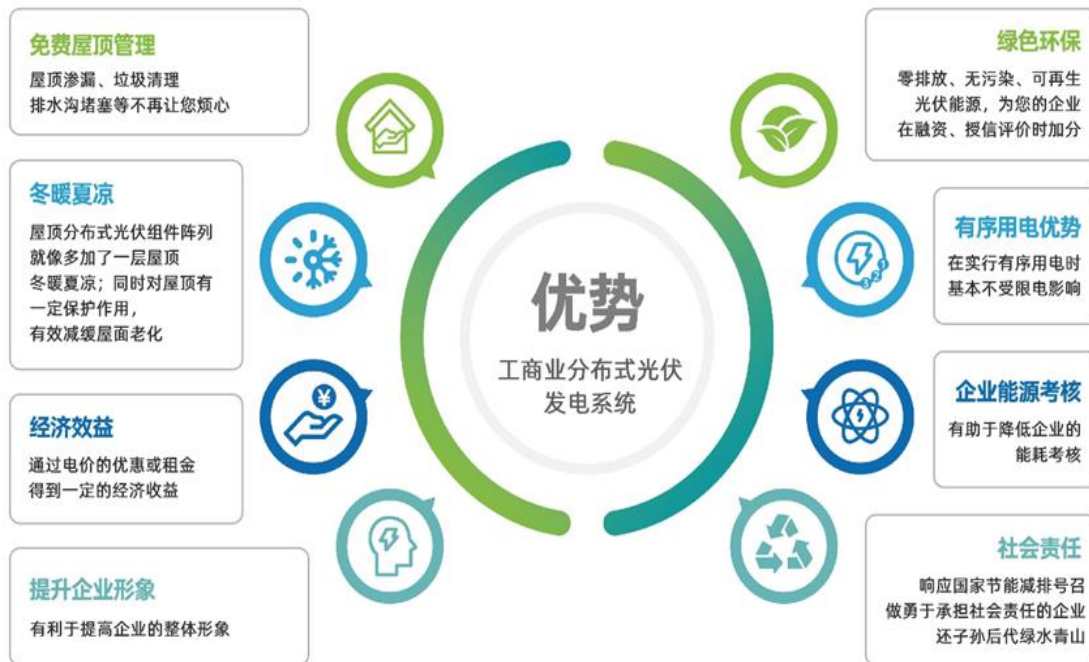 免费屋顶管理
屋顶渗漏、垃圾清理
排水沟堵塞等不再让您烦心
冬暖夏凉
屋顶分布式光伏组件阵列
就像多加了一层屋顶
冬暖夏凉；同时对屋顶有
一定保护作用，
有效减缓屋面老化
经济效益
通过电价的优惠或租金
得到一定的经济收益
提升企业形象
有利于提高企业的整体形象
¥
优势
工商业分布式光伏
发电系统
绿色环保
零排放、无污染、可再生
光伏能源，为您的企业
在融资、授信评价时加分
有序用电优势
在实行有序用电时
基本不受限电影响
1
2
3
企业能源考核
有助于降低企业的
能耗考核
社会责任
响应国家节能减排号召
做勇于承担社会责任的企业
还子孙后代绿水青山